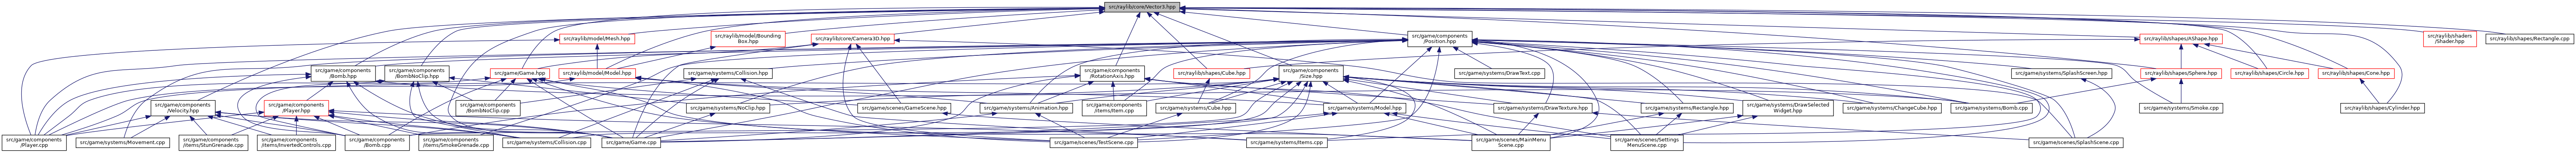 src/raylib/core/Vector3.hpp
src/raylib/model/Mesh.hpp
src/raylib/model/Bounding
Box.hpp
src/raylib/core/Camera3D.hpp
src/game/components
/Position.hpp
src/raylib/shapes/AShape.hpp
src/raylib/shaders
/Shader.hpp
src/raylib/shapes/Rectangle.cpp
src/game/components
/Bomb.hpp
src/game/components
/BombNoClip.hpp
src/game/Game.hpp
src/raylib/model/Model.hpp
src/game/systems/Collision.hpp
src/game/components
/RotationAxis.hpp
src/raylib/shapes/Cube.hpp
src/game/components
/Size.hpp
src/game/systems/DrawText.cpp
src/game/systems/SplashScreen.hpp
src/raylib/shapes/Sphere.hpp
src/raylib/shapes/Circle.hpp
src/raylib/shapes/Cone.hpp
src/game/components
/Velocity.hpp
src/game/components
/Player.hpp
src/game/components
/BombNoClip.cpp
src/game/systems/NoClip.hpp
src/game/scenes/GameScene.hpp
src/game/systems/Animation.hpp
src/game/components
/items/Item.cpp
src/game/systems/Cube.hpp
src/game/systems/Model.hpp
src/game/systems/DrawTexture.hpp
src/game/systems/Rectangle.hpp
src/game/systems/DrawSelected
Widget.hpp
src/game/systems/ChangeCube.hpp
src/game/systems/Bomb.cpp
src/game/systems/Smoke.cpp
src/raylib/shapes/Cylinder.hpp
src/game/components
/Player.cpp
src/game/systems/Movement.cpp
src/game/components
/items/StunGrenade.cpp
src/game/components
/items/InvertedControls.cpp
src/game/components
/Bomb.cpp
src/game/components
/items/SmokeGrenade.cpp
src/game/systems/Collision.cpp
src/game/Game.cpp
src/game/scenes/TestScene.cpp
src/game/systems/Items.cpp
src/game/scenes/MainMenu
Scene.cpp
src/game/scenes/Settings
MenuScene.cpp
src/game/scenes/SplashScene.cpp